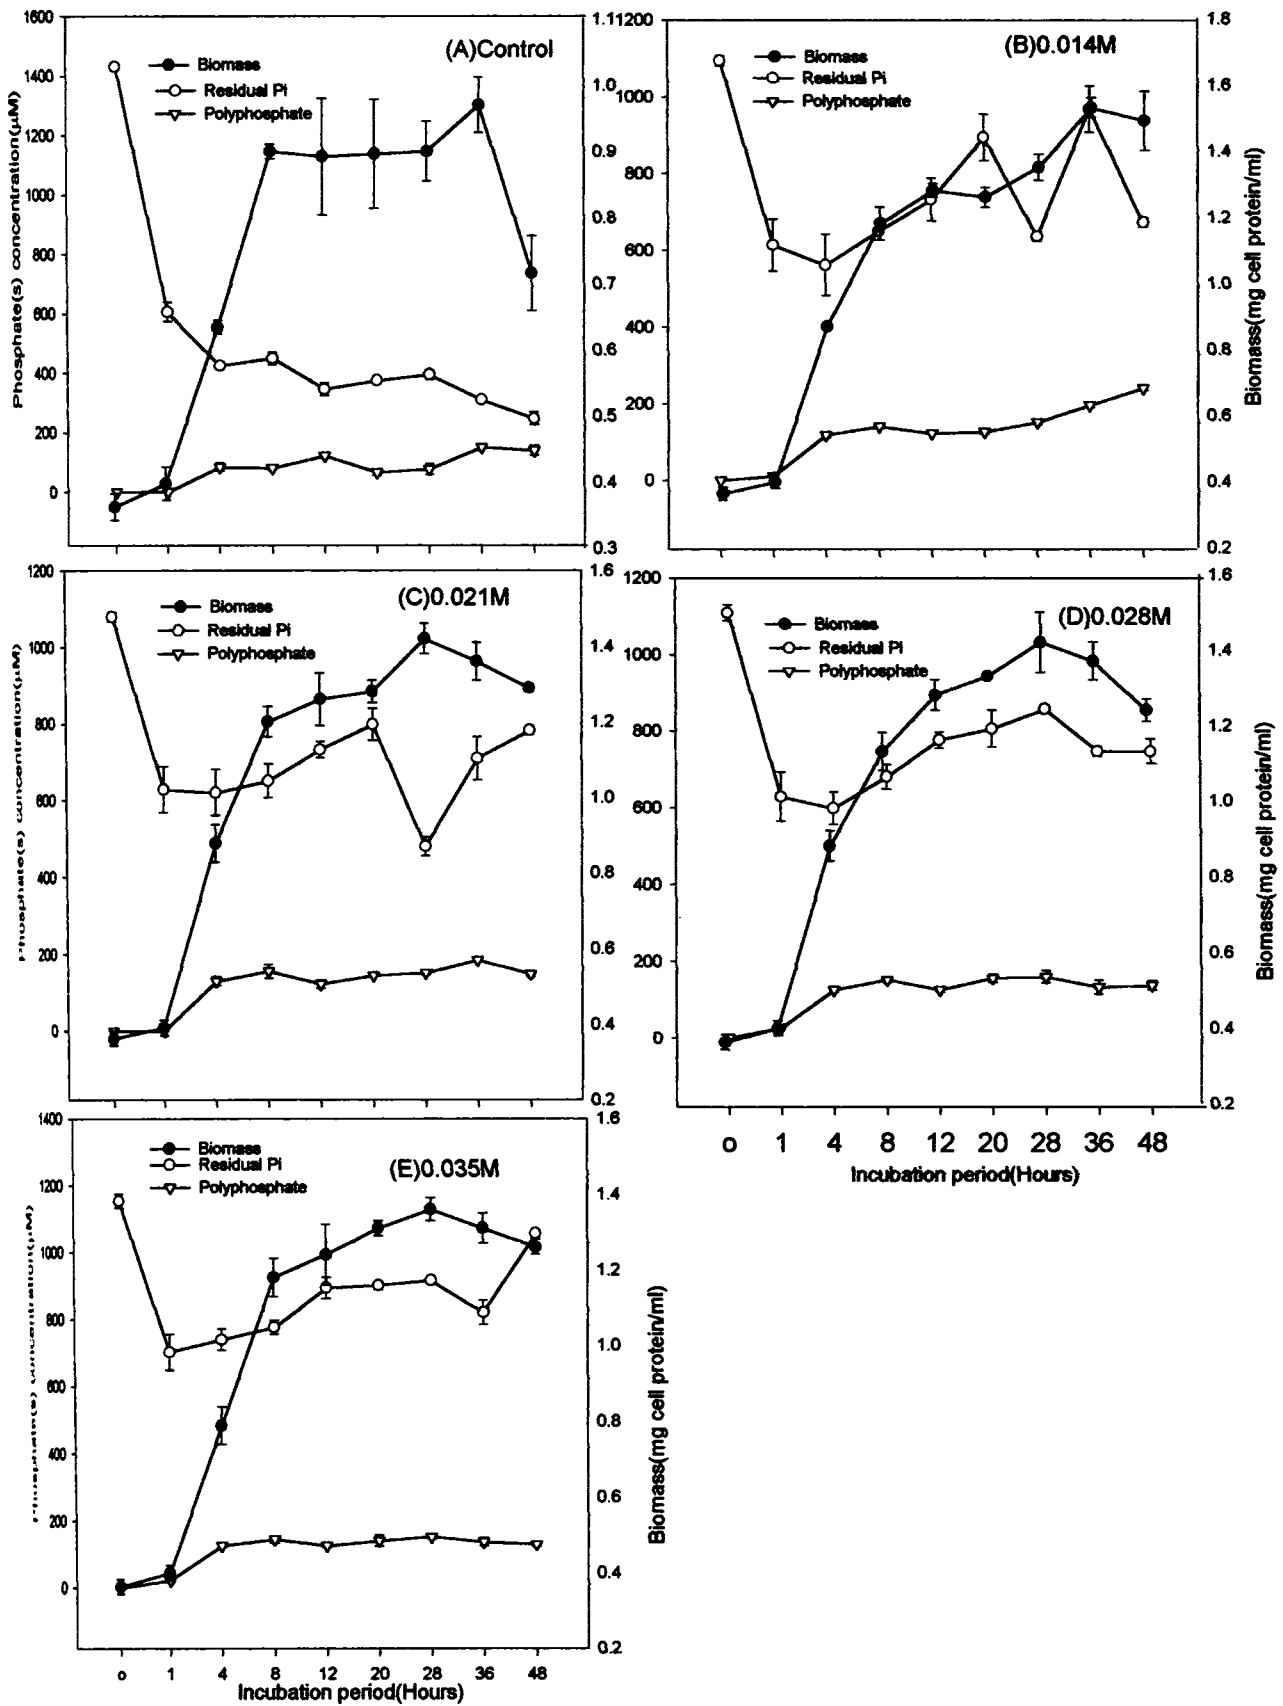 (A)Control
Biomass
Residual Pi
Polyphosphate
Phosphate(s) concentration(µM)
1600
1400
1200
1000
800
600
400
200
0
1.1
1.0
0.9
0.8
0.7
0.6
0.5
0.4
0.3
(B)0.014M
Biomass
Residual Pi
Polyphosphate
1200
1000
800
600
400
200
0
1.8
1.6
1.4
1.2
1.0
0.8
0.6
0.4
0.2
Biomass(mg cell protein/ml)
(C)0.021M
Biomass
Residual Pi
Polyphosphate
Phosphate(s) concentration(µM)
1200
1000
800
600
400
200
0
1.6
1.4
1.2
1.0
0.8
0.6
0.4
0.2
(D)0.028M
Biomass
Residual Pi
Polyphosphate
1200
1000
800
600
400
200
0
1.6
1.4
1.2
1.0
0.8
0.6
0.4
0.2
Biomass(mg cell protein/ml)
o 1 4 8 12 20 28 36 48
Incubation period(Hours)
(E)0.035M
Biomass
Residual Pi
Polyphosphate
Phosphate(s) concentration(µM)
1400
1200
1000
800
600
400
200
0
1.6
1.4
1.2
1.0
0.8
0.6
0.4
0.2
Biomass(mg cell protein/ml)
o 1 4 8 12 20 28 36 48
Incubation period(Hours)